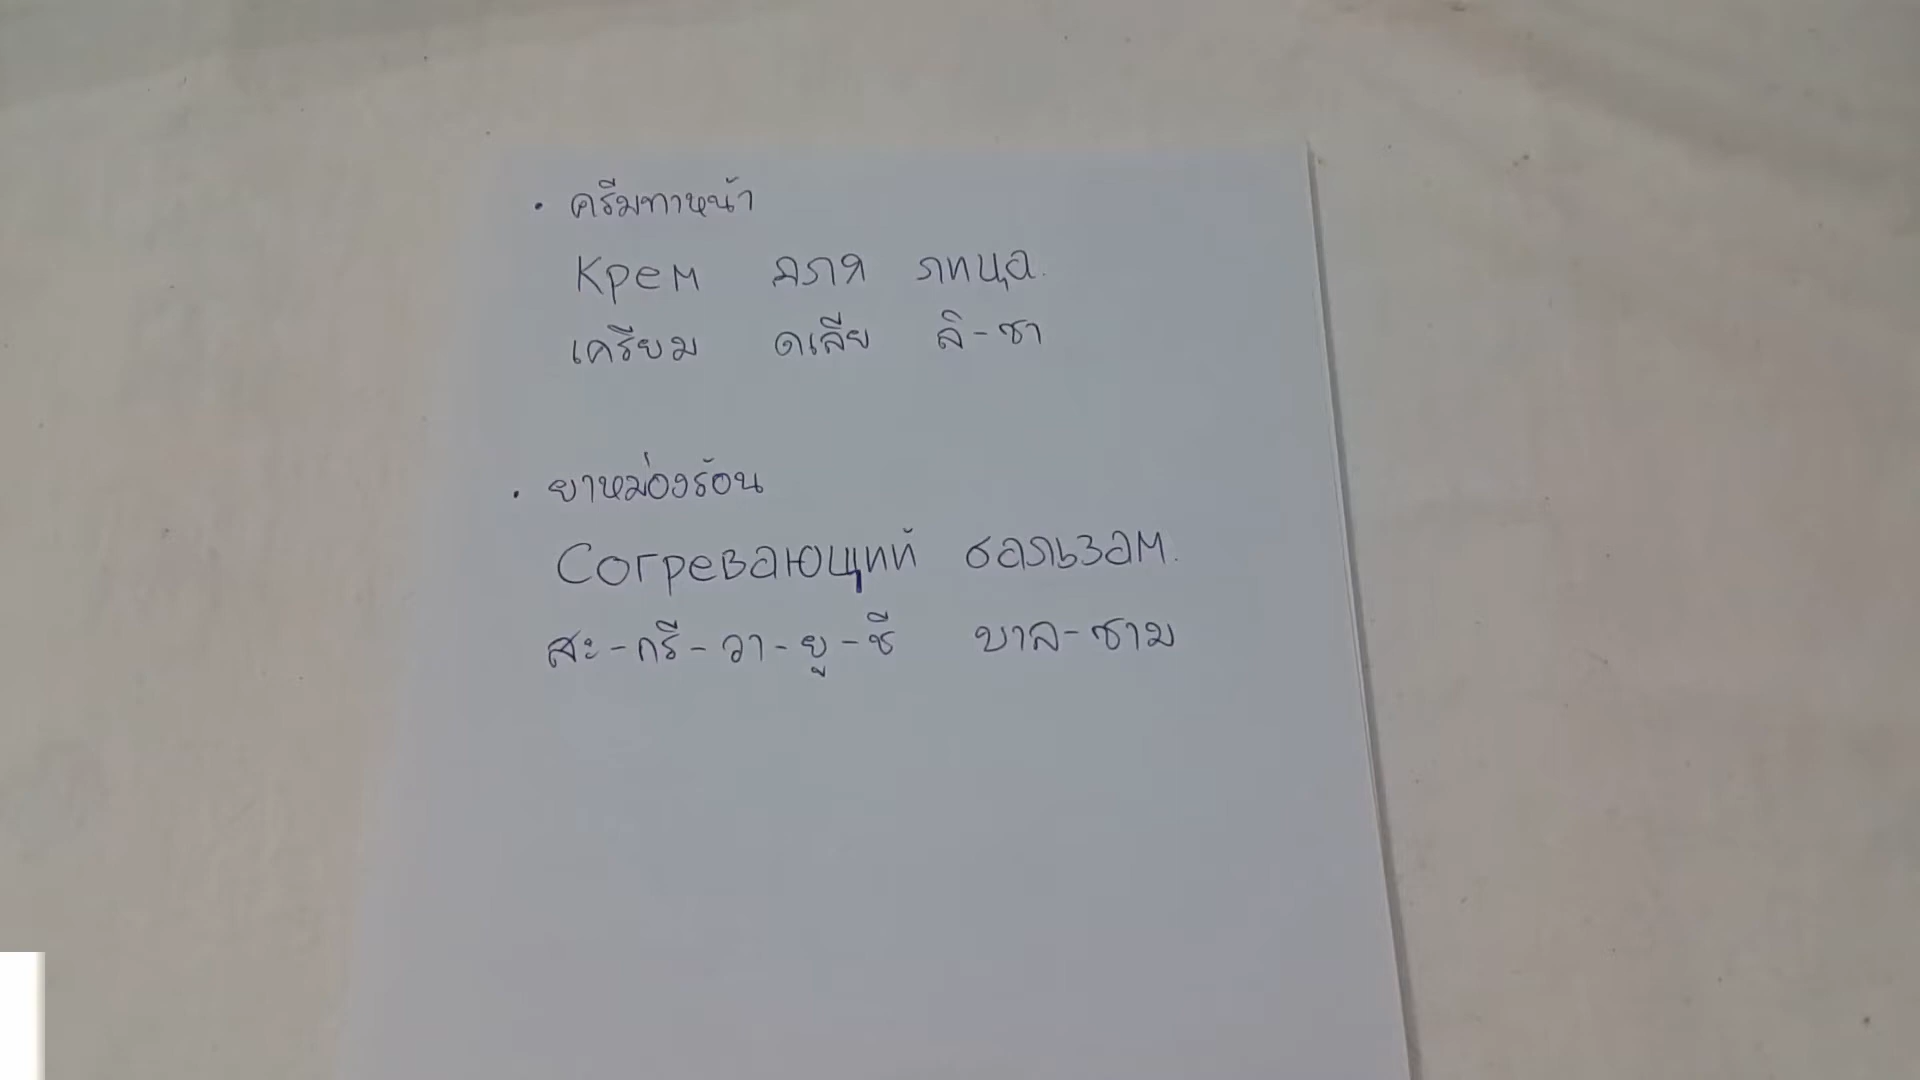 • ครีมทาหน้า
Крем для лица.
เครียม ดเลีย ลิ-ซา
• ยาหม่องร้อน
Согревающий бальзам.
สะ-กรี-วา-ยู-ชี บาล-ซาม